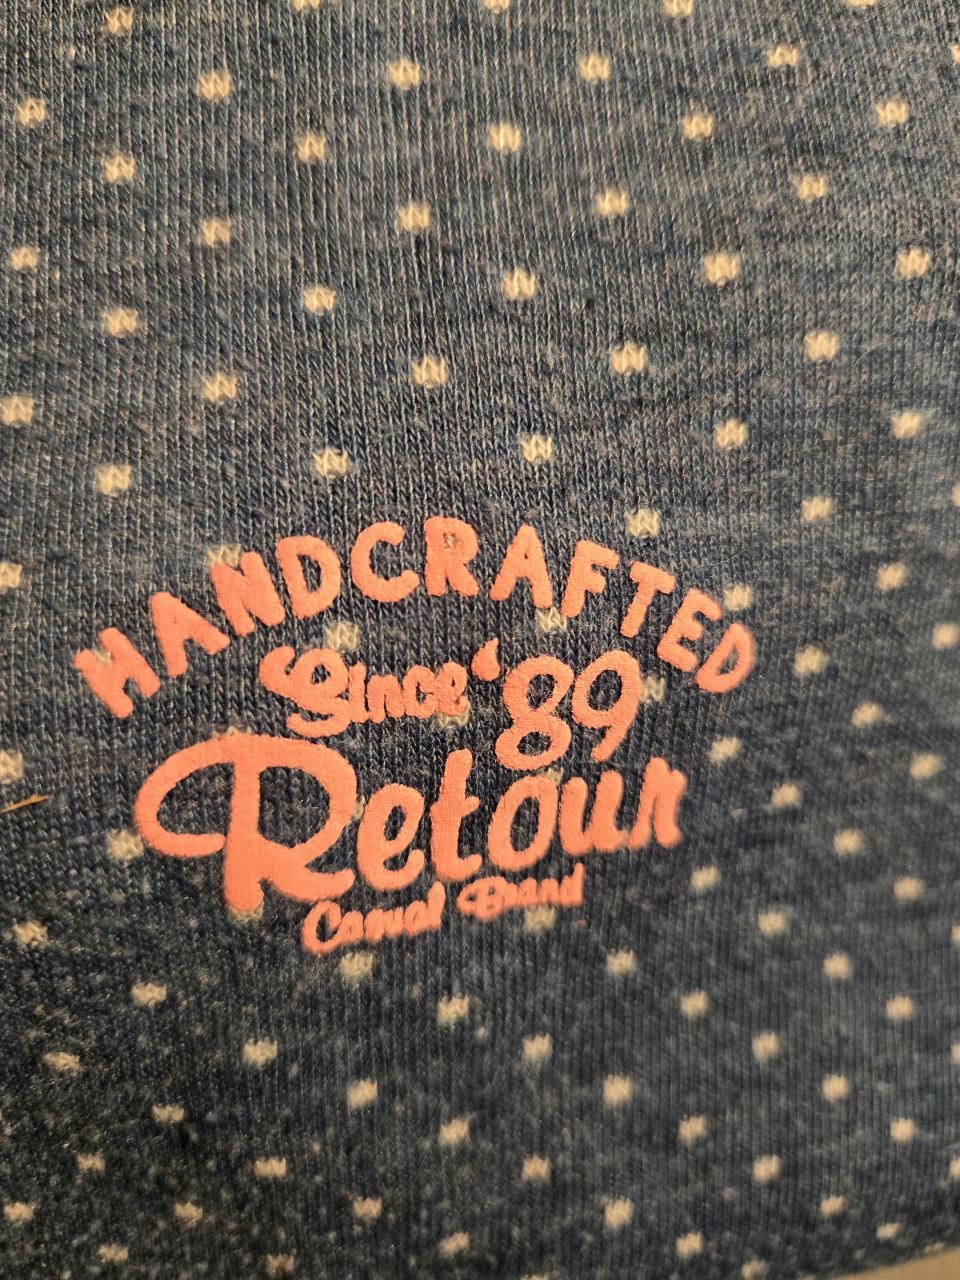 HANDCRAFTED
Since '89
Retour
Casual Brand